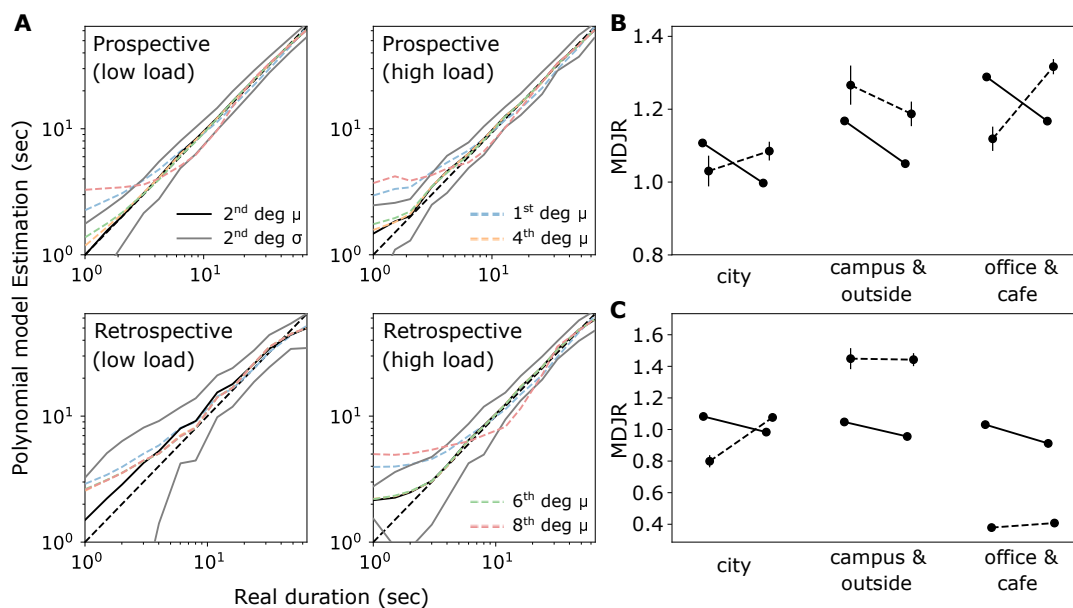 A
Polynomial model Estimation (sec)
Prospective
(low load)
10¹
10⁰
2ⁿᵈ deg μ
2ⁿᵈ deg σ
10⁰
10¹
Prospective
(high load)
10¹
10⁰
1ˢᵗ deg μ
4ᵗʰ deg μ
10⁰
10¹
Retrospective
(low load)
10¹
10⁰
10⁰
10¹
Retrospective
(high load)
10¹
10⁰
6ᵗʰ deg μ
8ᵗʰ deg μ
10⁰
10¹
Real duration (sec)
B
MDJR
1.4
1.2
1.0
0.8
city
campus &
outside
office &
cafe
C
MDJR
1.6
1.4
1.2
1.0
0.8
0.6
0.4
city
campus &
outside
office &
cafe